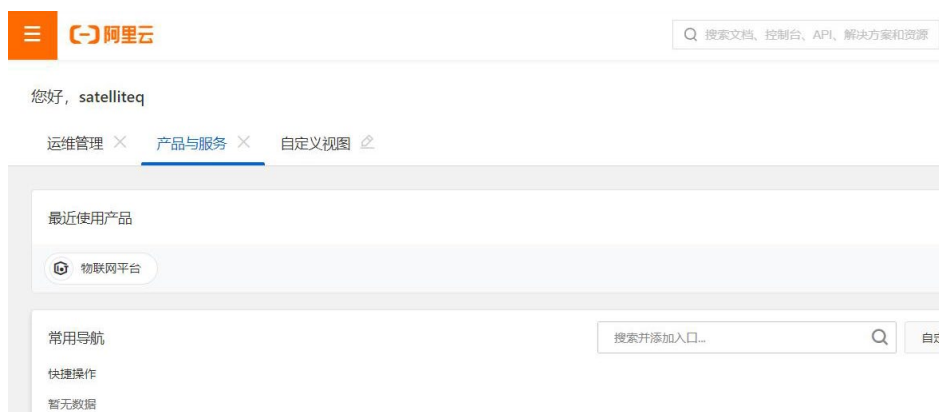 阿里云
搜索文档、控制台、API、解决方案和资源
您好，satelliteq
运维管理 产品与服务 自定义视图
最近使用产品
物联网平台
常用导航 搜索并添加入口... 自定
快捷操作
暂无数据